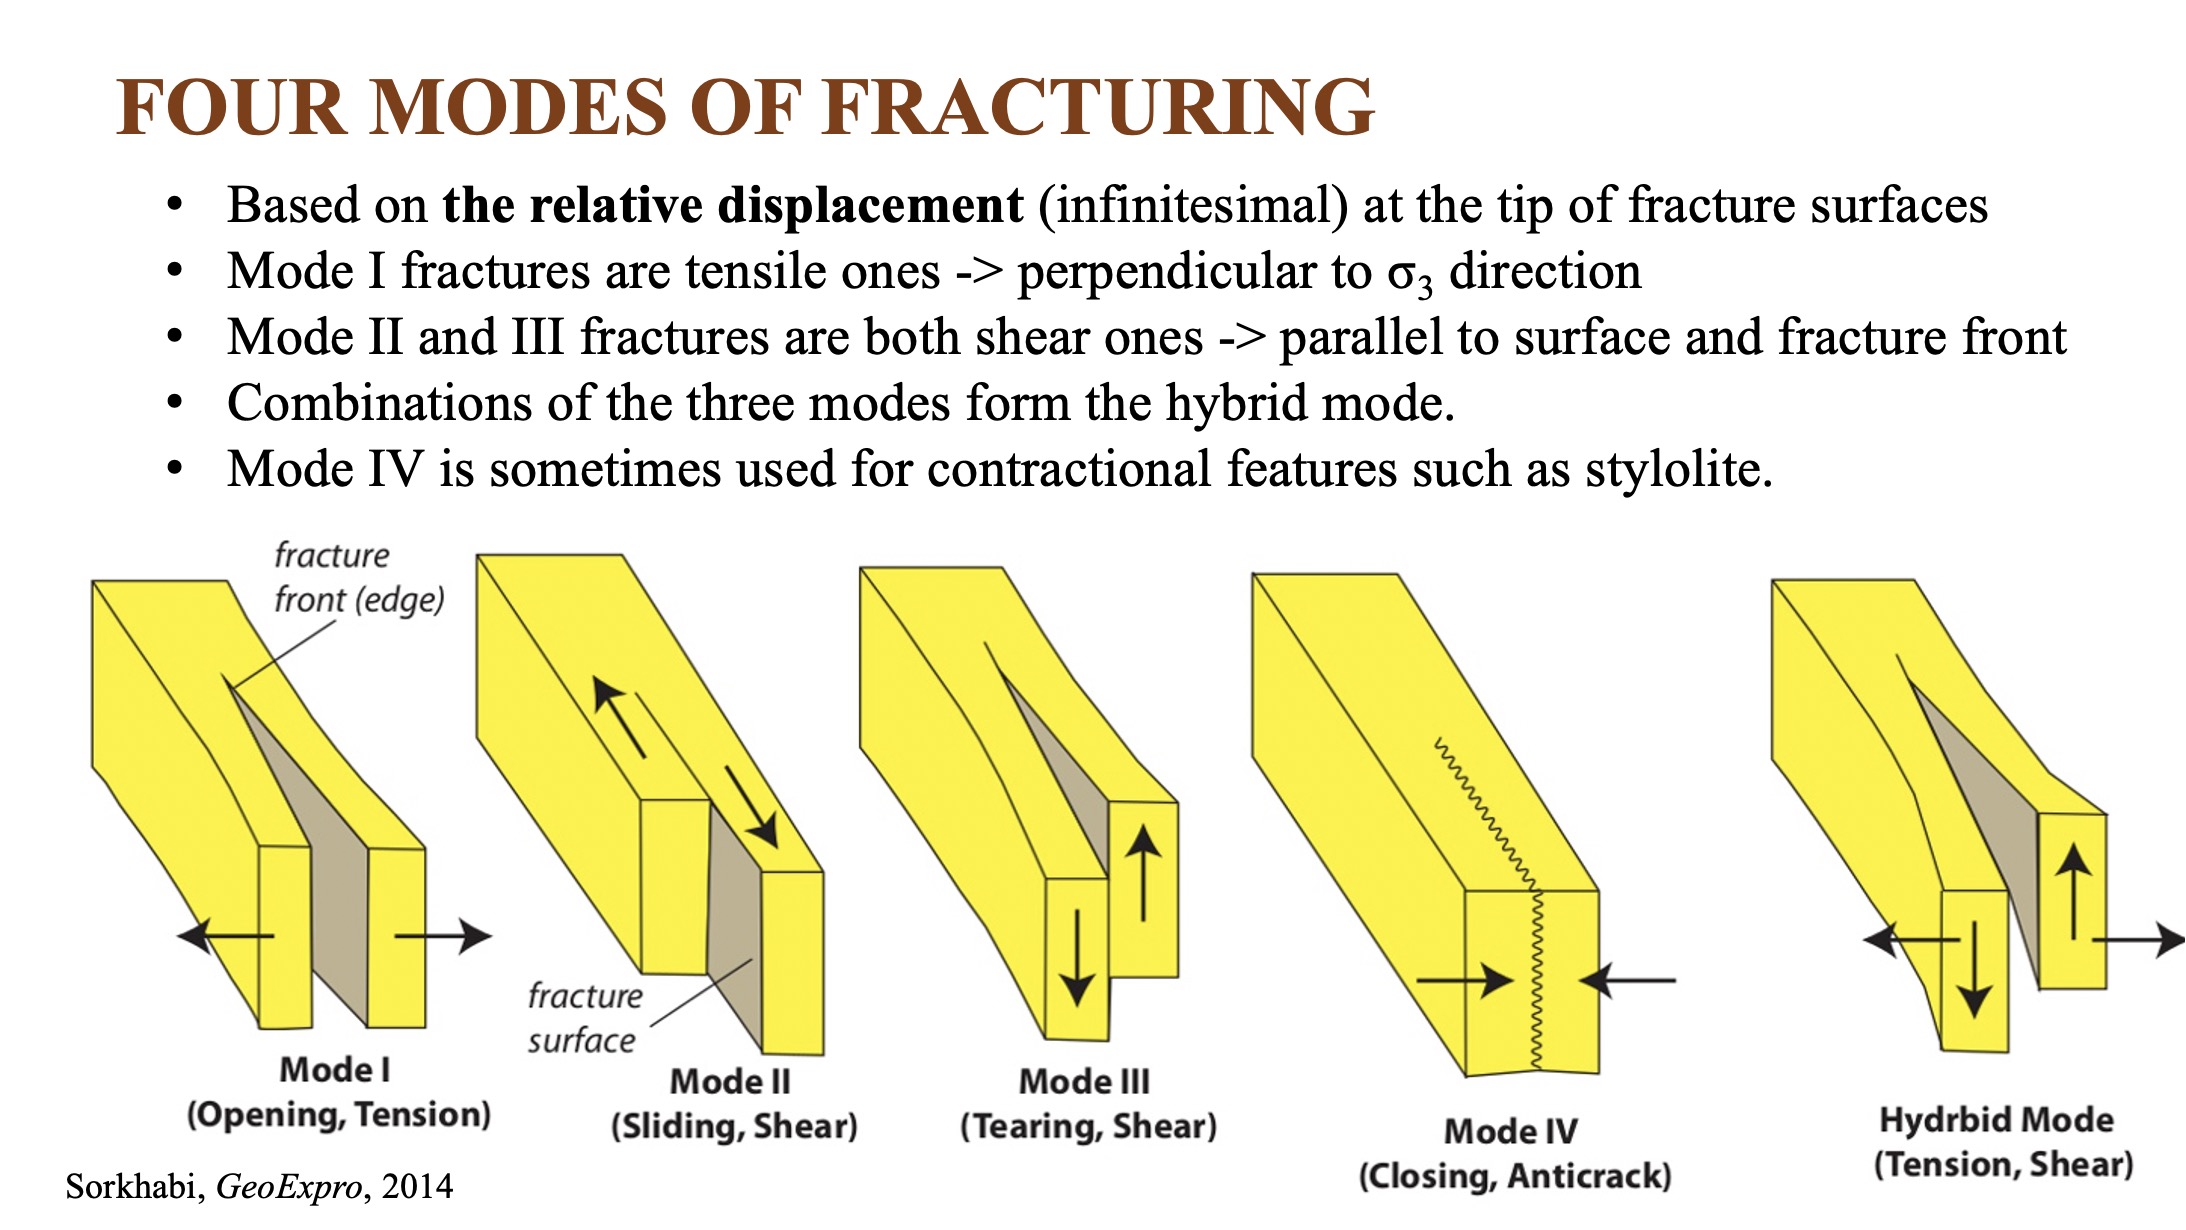 FOUR MODES OF FRACTURING
• Based on the relative displacement (infinitesimal) at the tip of fracture surfaces
• Mode I fractures are tensile ones -> perpendicular to σ₃ direction
• Mode II and III fractures are both shear ones -> parallel to surface and fracture front
• Combinations of the three modes form the hybrid mode.
• Mode IV is sometimes used for contractional features such as stylolite.
fracture
front (edge)
fracture
surface
Mode I
(Opening, Tension)
Mode II
(Sliding, Shear)
Mode III
(Tearing, Shear)
Mode IV
(Closing, Anticrack)
Hydrbid Mode
(Tension, Shear)
Sorkhabi, GeoExpro, 2014